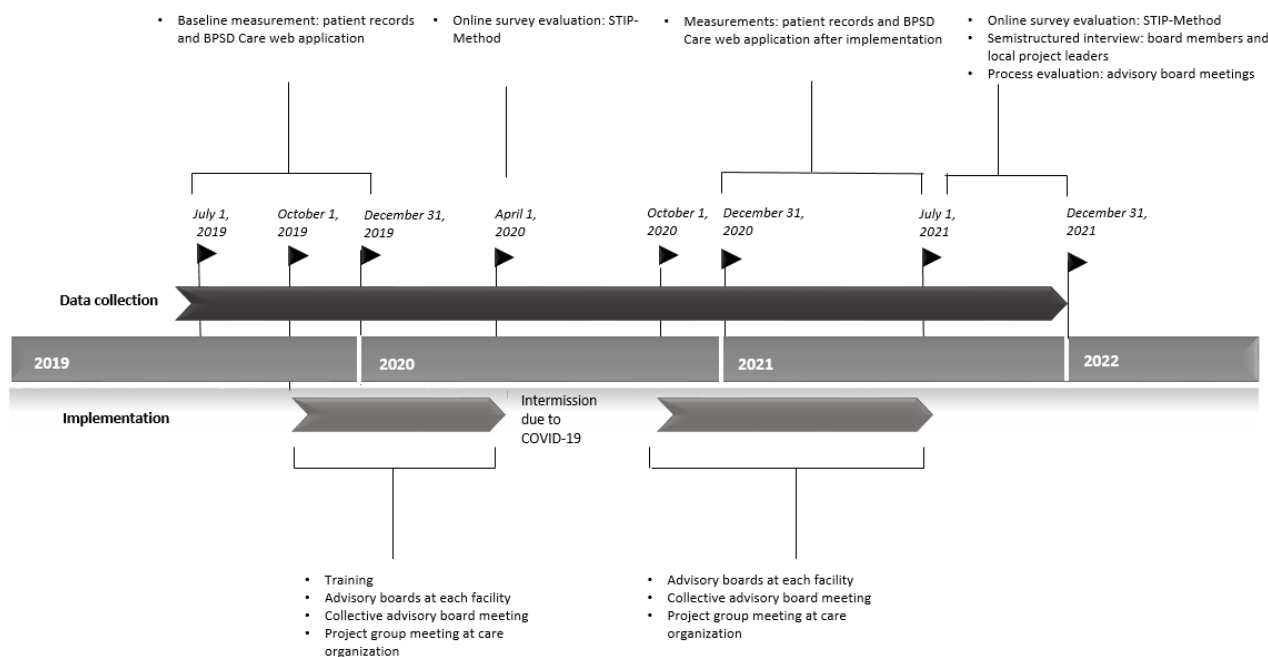 • Baseline measurement: patient records
and BPSD Care web application
• Online survey evaluation: STIP-
Method
• Measurements: patient records and BPSD
Care web application after implementation
• Online survey evaluation: STIP-Method
• Semistructured interview: board members and
local project leaders
• Process evaluation: advisory board meetings
July 1,
2019
October 1,
2019
December 31,
2019
April 1,
2020
October 1,
2020
December 31,
2020
July 1,
2021
December 31,
2021
Data collection
2019
2020
2021
2022
Implementation
Intermission
due to
COVID-19
• Training
• Advisory boards at each facility
• Collective advisory board meeting
• Project group meeting at care
organization
• Advisory boards at each facility
• Collective advisory board meeting
• Project group meeting at care
organization